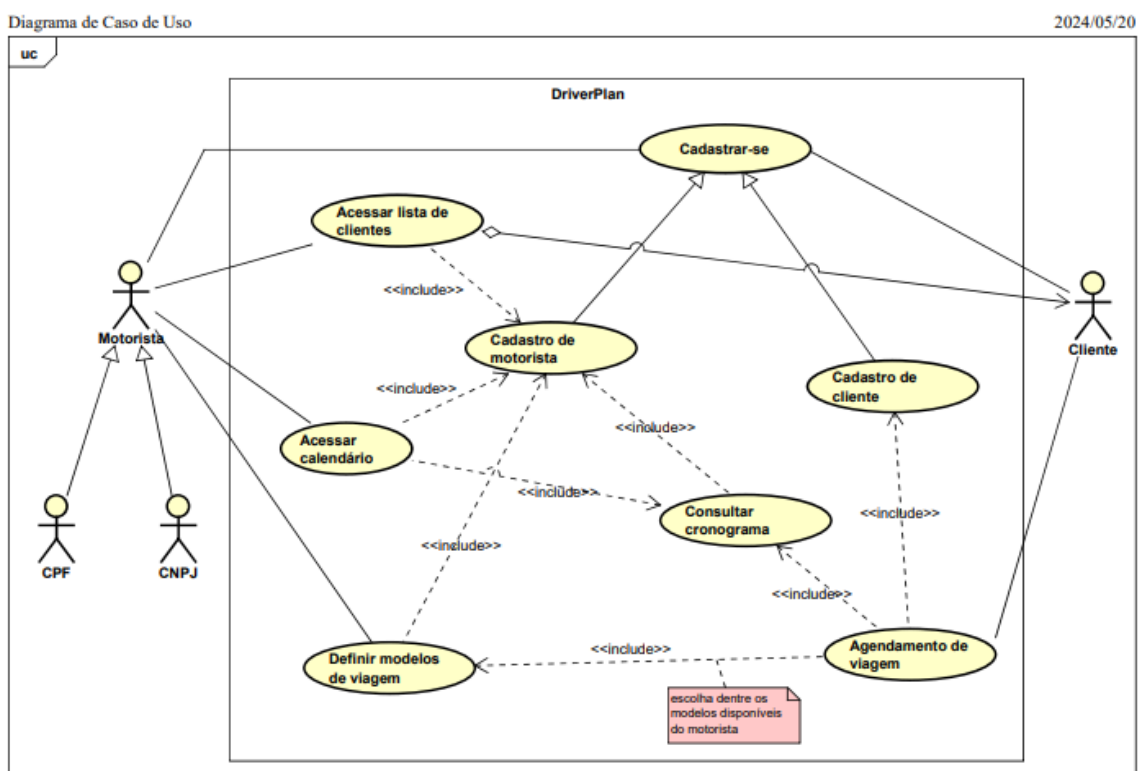 Diagrama de Caso de Uso
2024/05/20
uc
DriverPlan
Cadastrar-se
Acessar lista de
clientes
<<include>>
Motorista
Cliente
Cadastro de
motorista
Cadastro de
cliente
<<include>>
<<include>>
Acessar
calendário
<<include>>
Consultar
cronograma
<<include>>
<<include>>
CPF
CNPJ
<<include>>
Definir modelos
de viagem
<<include>>
Agendamento de
viagem
escolha dentre os
modelos disponíveis
do motorista